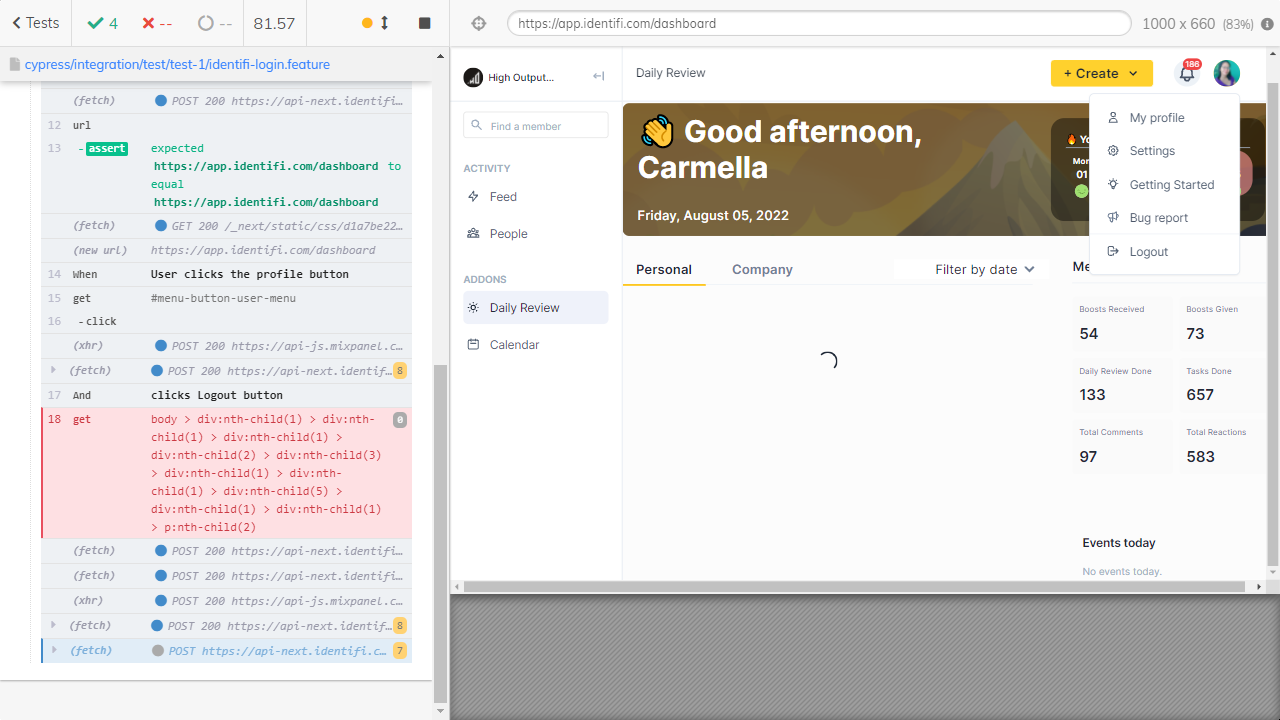 Tests
4
--
--
81.57
https://app.identifi.com/dashboard
1000 x 660 (83%)
cypress/integration/test/test-1/identifi-login.feature
(fetch) POST 200 https://api-next.identifi…
12 url
13 -assert expected
https://app.identifi.com/dashboard to
equal
https://app.identifi.com/dashboard
(fetch) GET 200 /_next/static/css/d1a7be22…
(new url) https://app.identifi.com/dashboard
14 When User clicks the profile button
15 get #menu-button-user-menu
16 -click
(xhr) POST 200 https://api-js.mixpanel.c…
(fetch) POST 200 https://api-next.identif… 8
17 And clicks Logout button
18 get body > div:nth-child(1) > div:nth- 0
child(1) > div:nth-child(1) >
div:nth-child(2) > div:nth-child(3)
> div:nth-child(1) > div:nth-
child(1) > div:nth-child(5) >
div:nth-child(1) > div:nth-child(1)
> p:nth-child(2)
(fetch) POST 200 https://api-next.identifi…
(fetch) POST 200 https://api-next.identifi…
(xhr) POST 200 https://api-js.mixpanel.c…
(fetch) POST 200 https://api-next.identif… 8
(fetch) POST https://api-next.identifi.c… 7
High Output...
Find a member
ACTIVITY
Feed
People
ADDONS
Daily Review
Calendar
Daily Review
+ Create
186
👋 Good afternoon,
Carmella
Friday, August 05, 2022
🔥 Yo
Mon
01
My profile
Settings
Getting Started
Bug report
Logout
Personal
Company
Filter by date
Me
Boosts Received
54
Boosts Given
73
Daily Review Done
133
Tasks Done
657
Total Comments
97
Total Reactions
583
Events today
No events today.